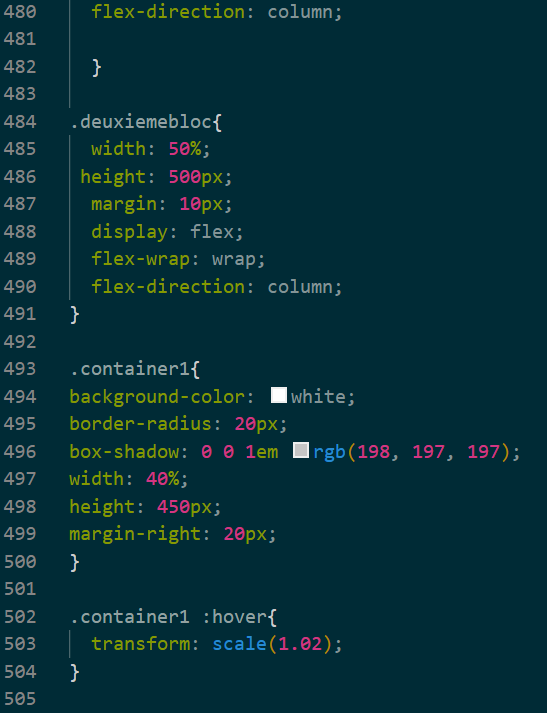 480 flex-direction: column;
481
482 }
483
484 .deuxiemebloc{
485 width: 50%;
486 height: 500px;
487 margin: 10px;
488 display: flex;
489 flex-wrap: wrap;
490 flex-direction: column;
491 }
492
493 .container1{
494 background-color: white;
495 border-radius: 20px;
496 box-shadow: 0 0 1em rgb(198, 197, 197);
497 width: 40%;
498 height: 450px;
499 margin-right: 20px;
500 }
501
502 .container1 :hover{
503 transform: scale(1.02);
504 }
505